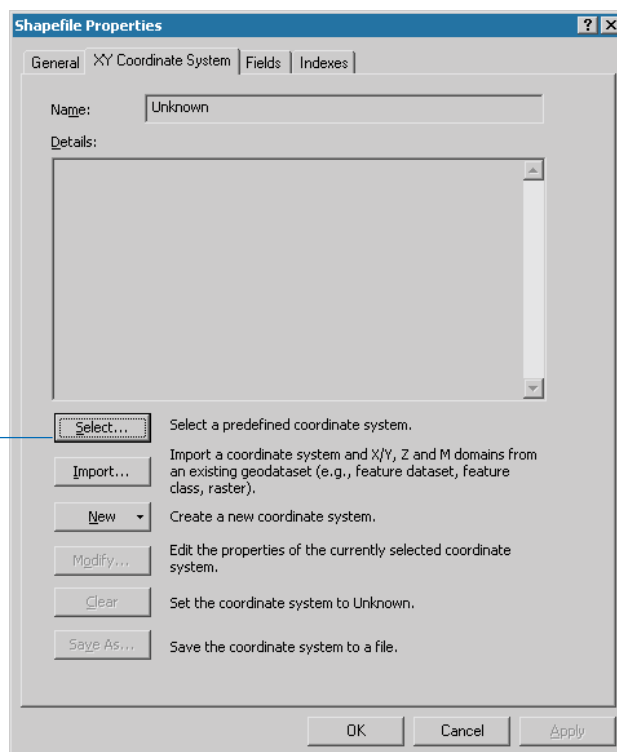 Shapefile Properties
General XY Coordinate System Fields Indexes
Name: Unknown
Details:
Select... Select a predefined coordinate system.
Import... Import a coordinate system and X/Y, Z and M domains from
an existing geodataset (e.g., feature dataset, feature
class, raster).
New Create a new coordinate system.
Modify... Edit the properties of the currently selected coordinate
system.
Clear Set the coordinate system to Unknown.
Save As... Save the coordinate system to a file.
OK Cancel Apply